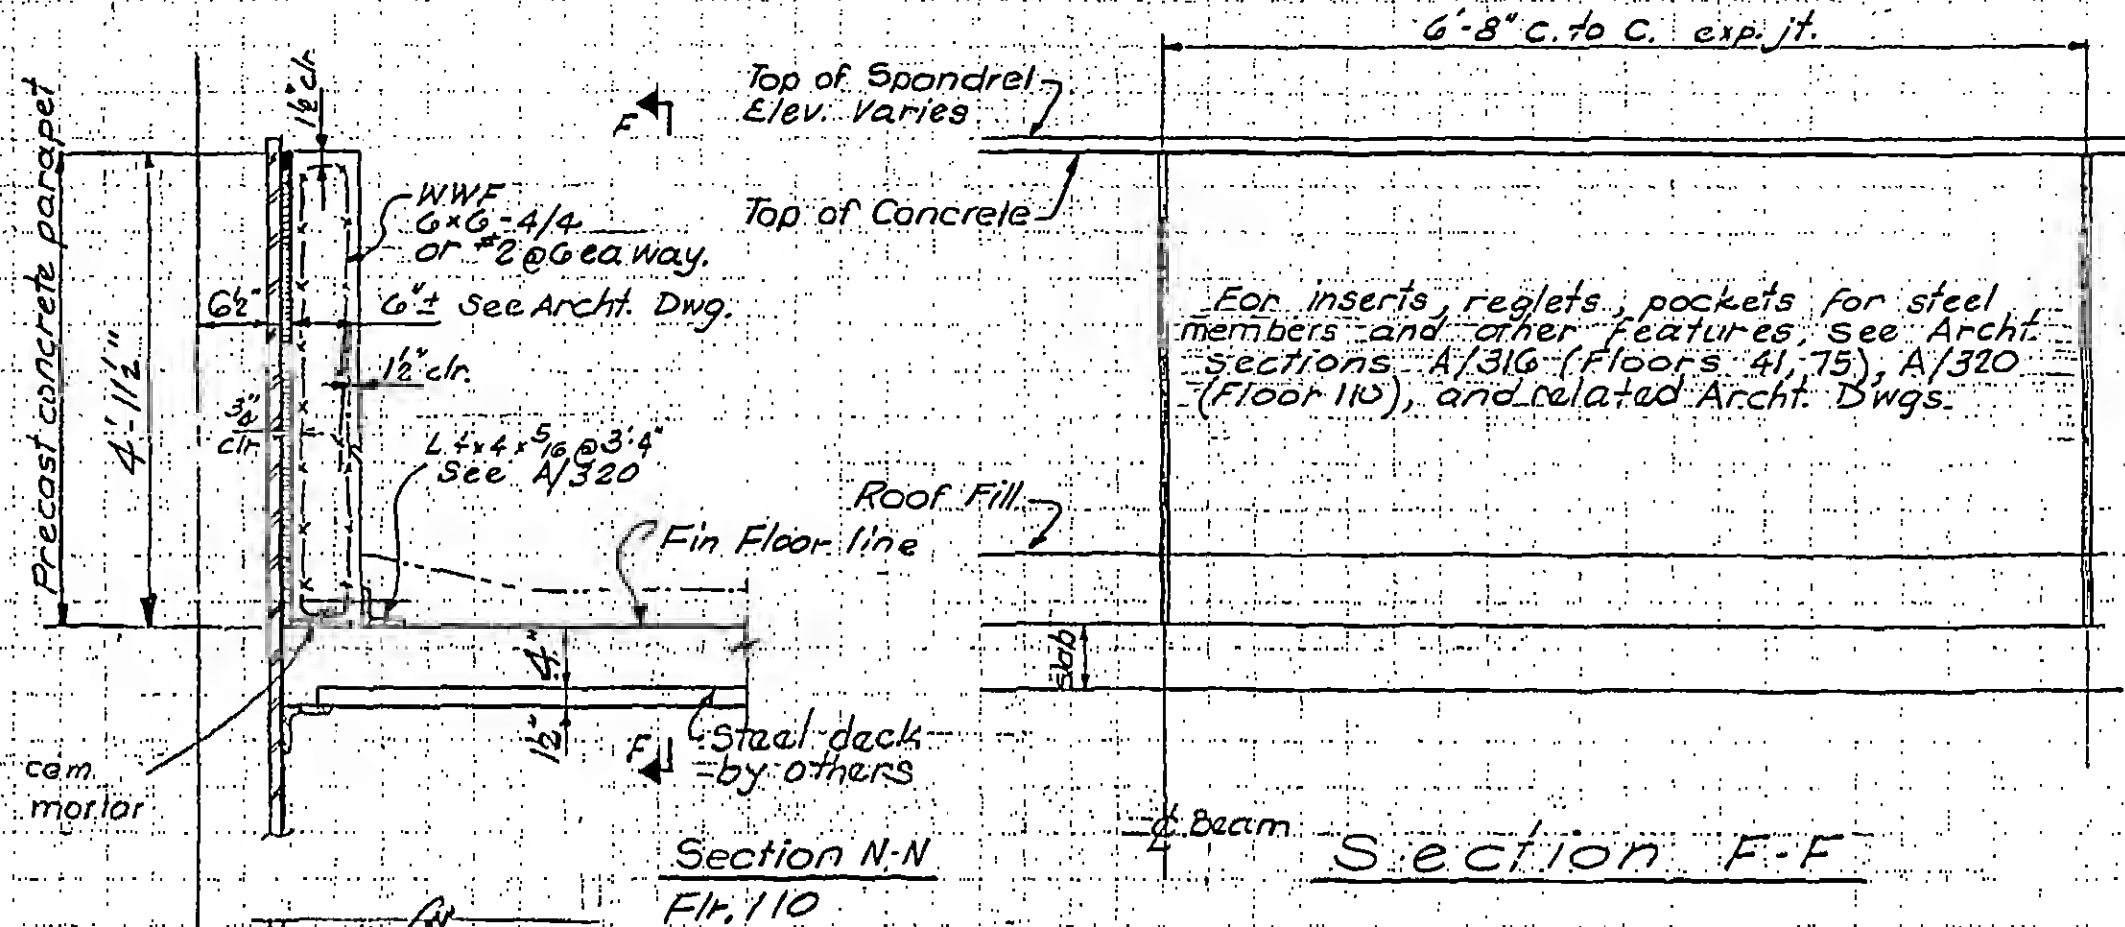 6'-8" C. to C. exp. jt.
Precast concrete parapet
4'-11½"
1½" clr.
F
Top of Spandrel
Elev. Varies
Top of Concrete
WWF
6×6-4/4
or #2@6 ea way.
6½"
6"± See Archt. Dwg.
1½" clr.
¾"
clr.
L 4×4×5/16 @3'4"
See A/320
For inserts, reglets, pockets for steel
members and other features, see Archt.
sections A/316 (Floors 41, 75), A/320
(Floor 110), and related Archt. Dwgs.
Roof Fill
Fin Floor line
4"
1½"
Slab
F
Steel deck
by others
cem.
mortar
Section N-N
Flr. 110
℄ Beam
Section F-F